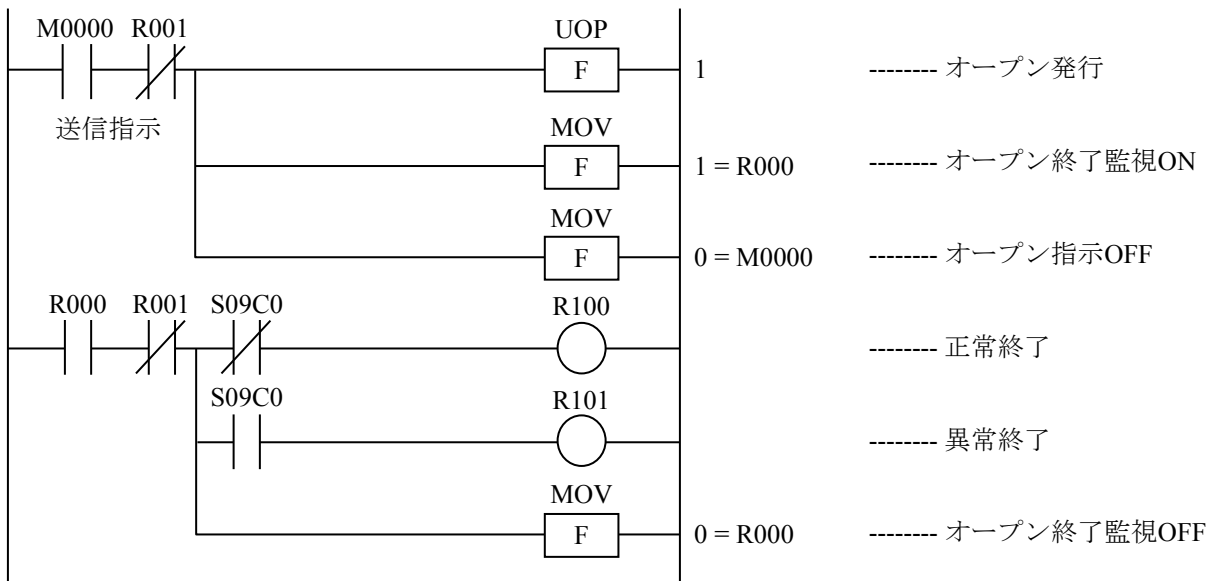 M0000 R001 UOP
F 1 -------- オープン発行
送信指示
MOV
F 1 = R000 -------- オープン終了監視ON
MOV
F 0 = M0000 -------- オープン指示OFF
R000 R001 S09C0 R100
-------- 正常終了
S09C0 R101
-------- 異常終了
MOV
F 0 = R000 -------- オープン終了監視OFF